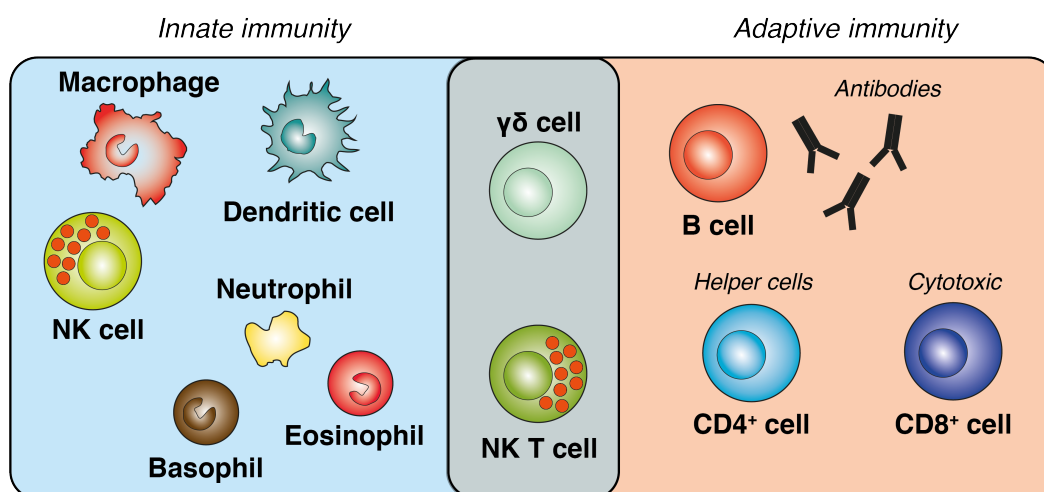 Innate immunity
Adaptive immunity
Macrophage
Dendritic cell
NK cell
Neutrophil
Eosinophil
Basophil
γδ cell
NK T cell
Antibodies
B cell
Helper cells
CD4⁺ cell
Cytotoxic
CD8⁺ cell